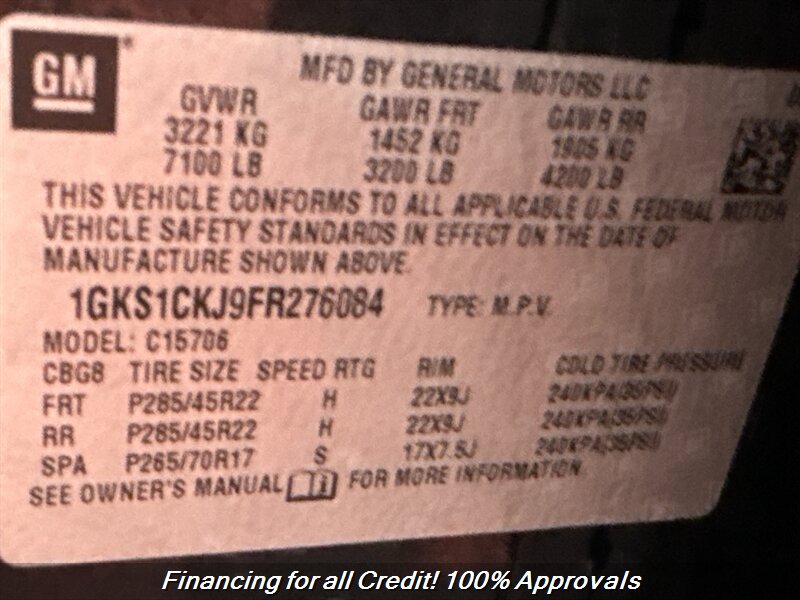 GM
MFD BY GENERAL MOTORS LLC
GVWR GAWR FRT GAWR RR
3221 KG 1452 KG 1905 KG
7100 LB 3200 LB 4200 LB
THIS VEHICLE CONFORMS TO ALL APPLICABLE U.S. FEDERAL MOTOR
VEHICLE SAFETY STANDARDS IN EFFECT ON THE DATE OF
MANUFACTURE SHOWN ABOVE.
1GKS1CKJ9FR276084 TYPE: M.P.V.
MODEL: C15706
CBG8 TIRE SIZE SPEED RTG RIM COLD TIRE PRESSURE
FRT P285/45R22 H 22X9J 240KPA(35PSI)
RR P285/45R22 H 22X9J 240KPA(35PSI)
SPA P265/70R17 S 17X7.5J 240KPA(35PSI)
SEE OWNER'S MANUAL FOR MORE INFORMATION.
Financing for all Credit! 100% Approvals